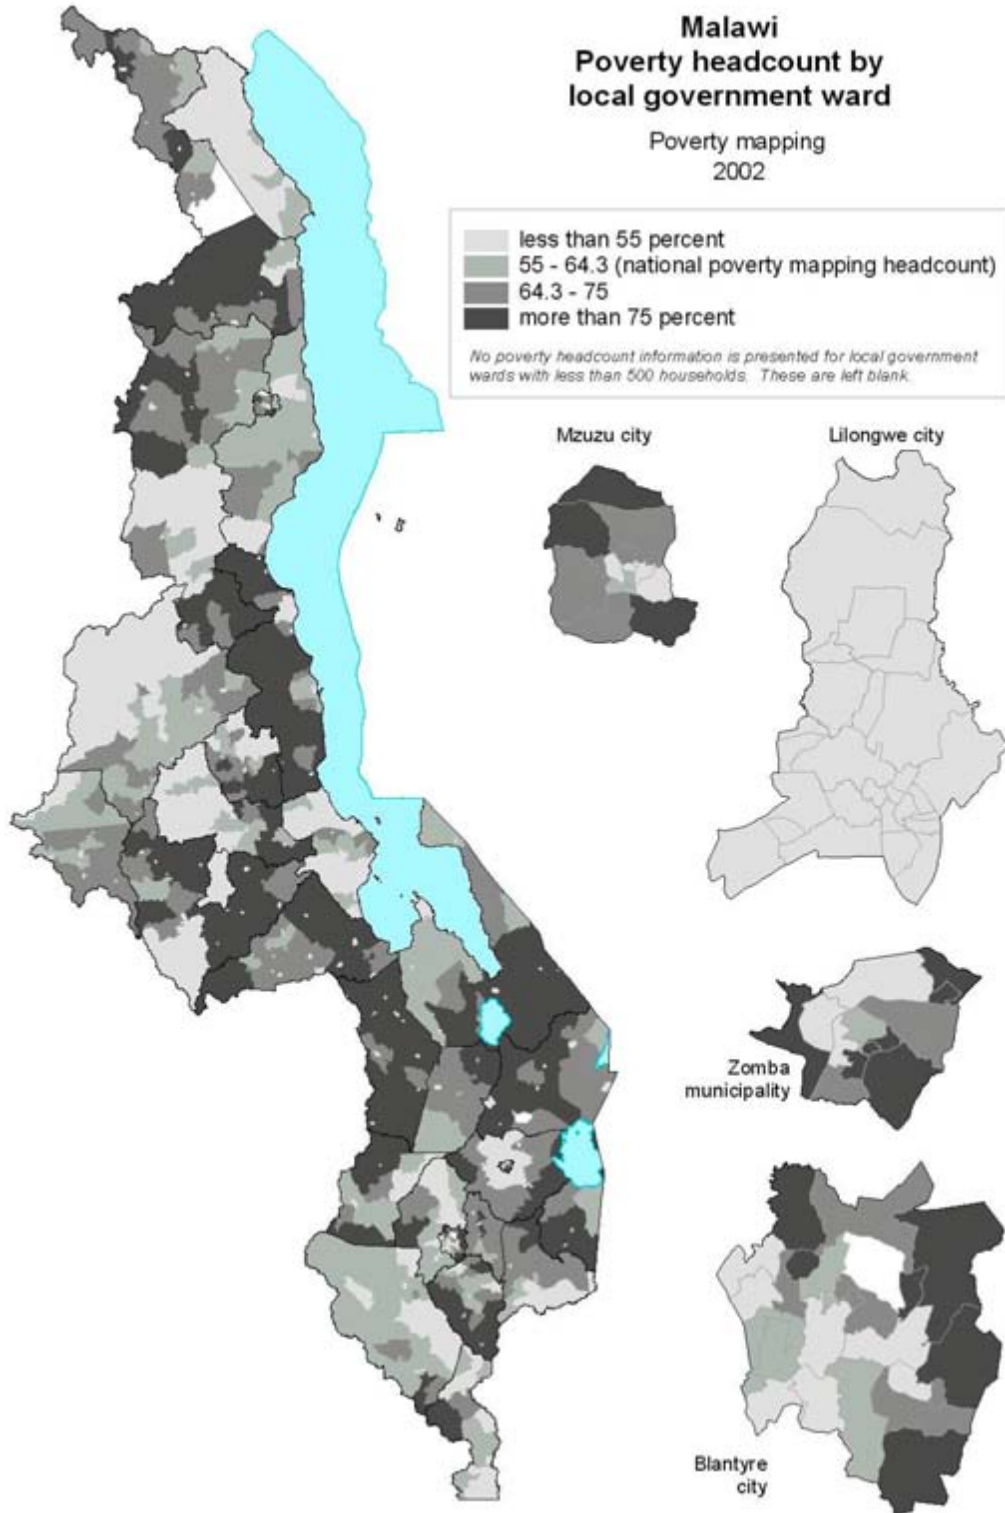 Malawi
Poverty headcount by
local government ward
Poverty mapping
2002
less than 55 percent
55 - 64.3 (national poverty mapping headcount)
64.3 - 75
more than 75 percent
No poverty headcount information is presented for local government
wards with less than 500 households. These are left blank.
Mzuzu city
Lilongwe city
Zomba
municipality
Blantyre
city